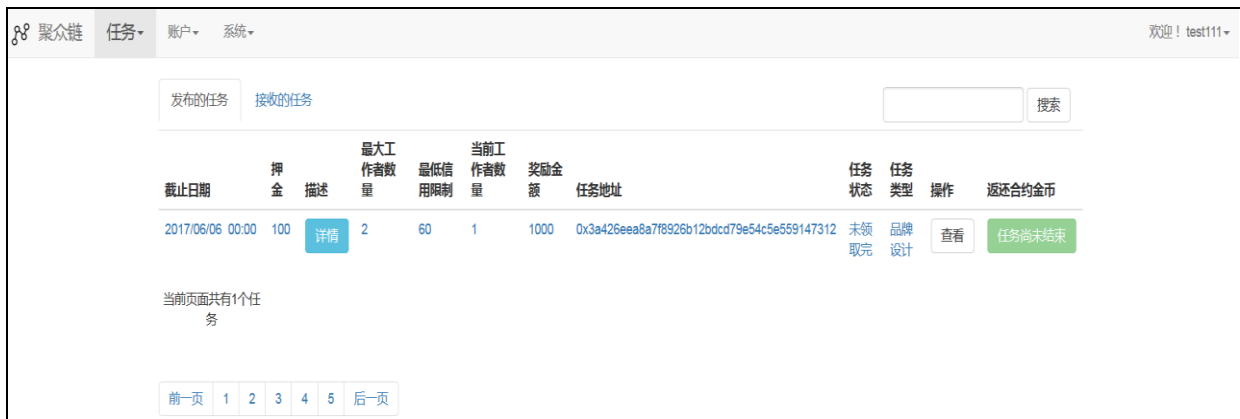 聚众链 任务 账户 系统 欢迎！test111
发布的任务 接收的任务 搜索
截止日期 押金 描述 最大工作者数量 最低信用限制 当前工作者数量 奖励金额 任务地址 任务状态 任务类型 操作 返还合约金币
2017/06/06 00:00 100 详情 2 60 1 1000 0x3a426eea8a7f8926b12bdcd79e54c5e559147312 未领取完 品牌设计 查看 任务尚未结束
当前页面共有1个任
务
前一页 1 2 3 4 5 后一页